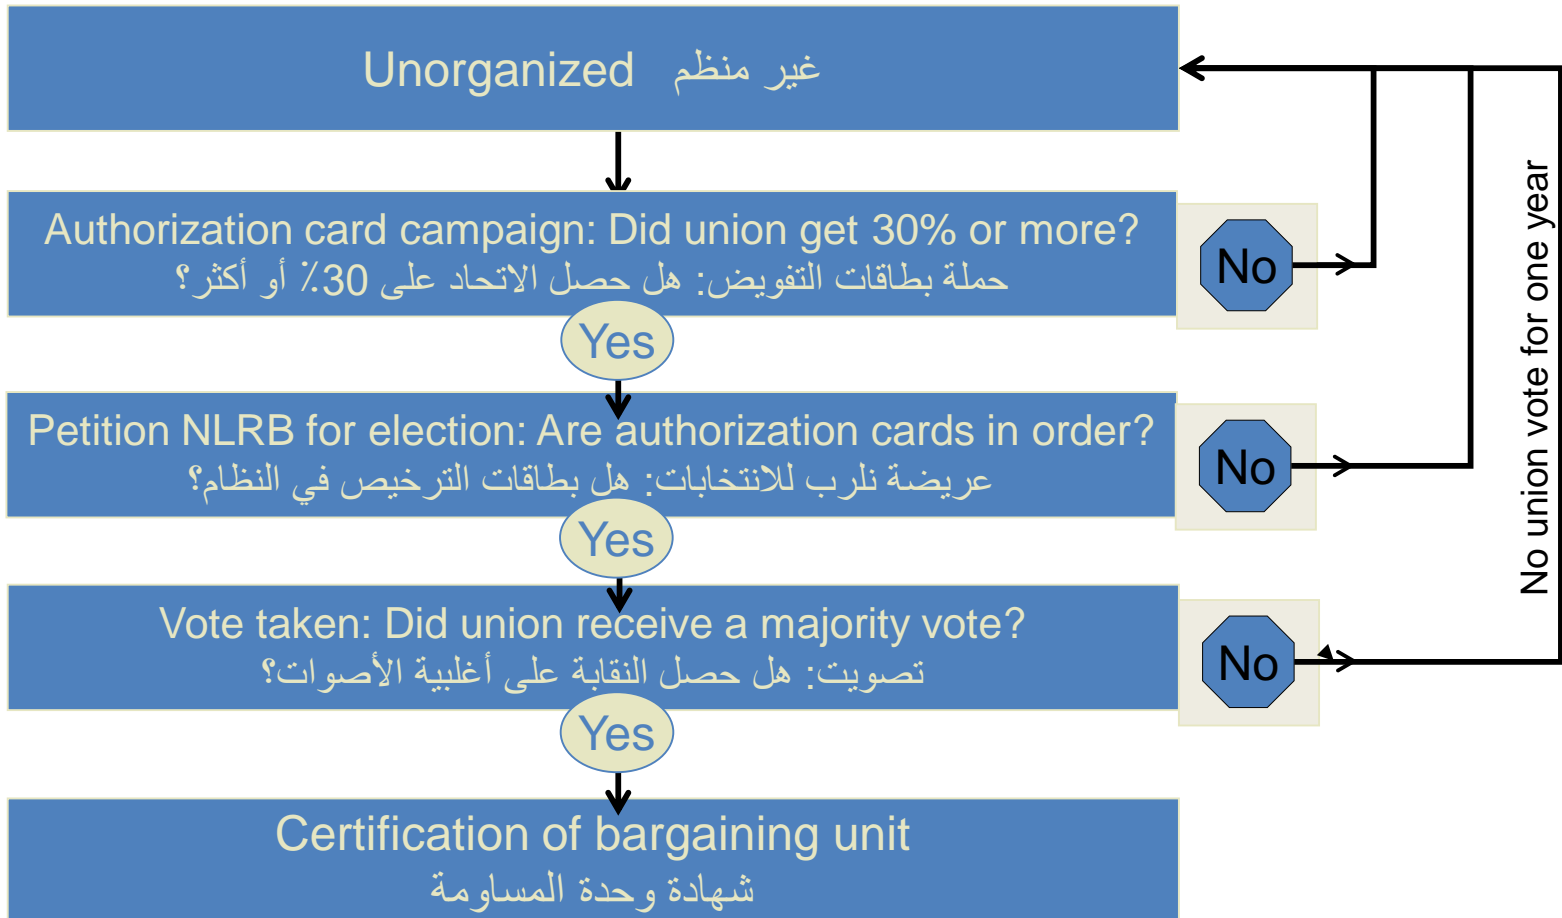 Unorganized غير منظم
Authorization card campaign: Did union get 30% or more?
حملة بطاقات التفويض: هل حصل الاتحاد على 30٪ أو أكثر؟
No
Yes
Petition NLRB for election: Are authorization cards in order?
عريضة نلرب للانتخابات: هل بطاقات الترخيص في النظام؟
No
Yes
Vote taken: Did union receive a majority vote?
تصويت: هل حصل النقابة على أغلبية الأصوات؟
No
Yes
Certification of bargaining unit
شهادة وحدة المساومة
No union vote for one year